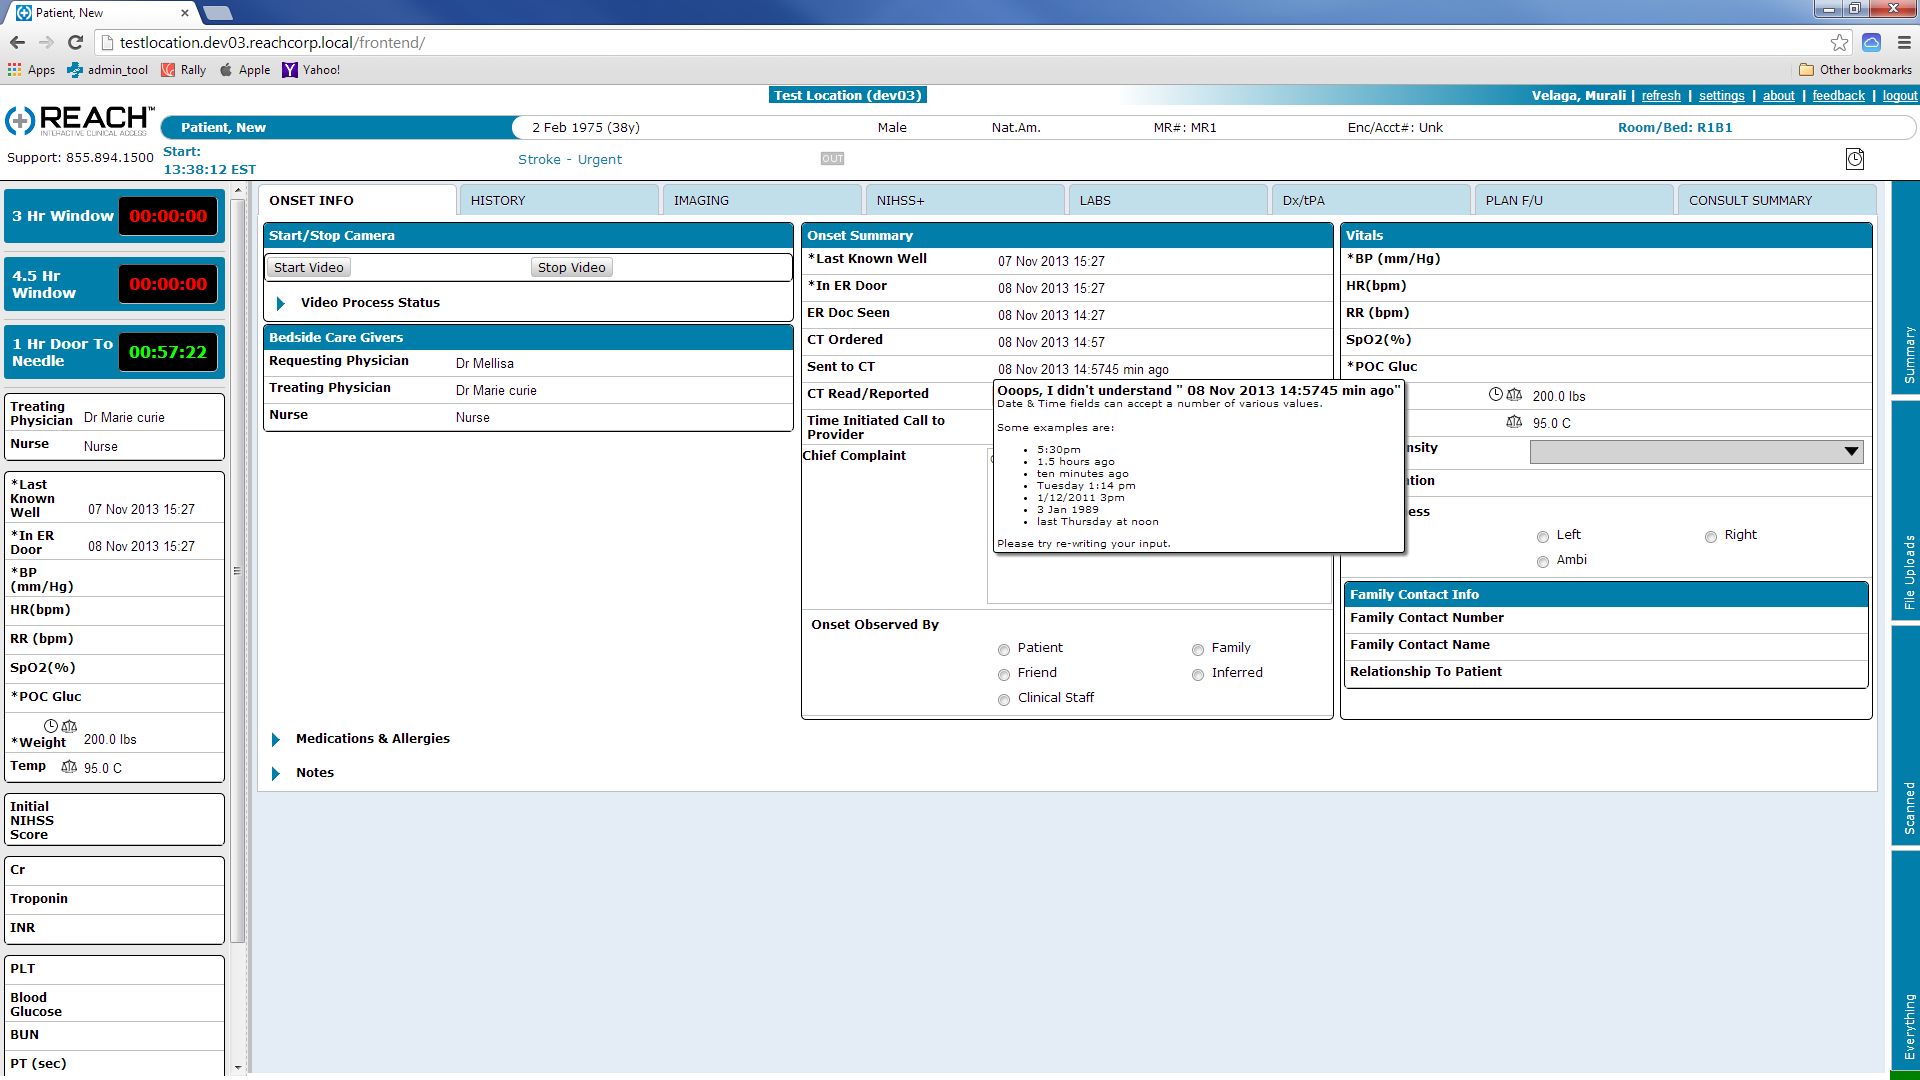 Patient, New
testlocation.dev03.reachcorp.local/frontend/
Apps admin_tool Rally Apple Yahoo! Other bookmarks
Test Location (dev03) Velaga, Murali | refresh | settings | about | feedback | logout
REACH™
INTERACTIVE CLINICAL ACCESS
Patient, New 2 Feb 1975 (38y) Male Nat.Am. MR#: MR1 Enc/Acct#: Unk Room/Bed: R1B1
Support: 855.894.1500
Start:
13:38:12 EST
Stroke - Urgent OUT
3 Hr Window 00:00:00
4.5 Hr
Window 00:00:00
1 Hr Door To
Needle 00:57:22
Treating
Physician Dr Marie curie
Nurse Nurse
*Last
Known
Well 07 Nov 2013 15:27
*In ER
Door 08 Nov 2013 15:27
*BP
(mm/Hg)
HR(bpm)
RR (bpm)
SpO2(%)
*POC Gluc
*Weight 200.0 lbs
Temp 95.0 C
Initial
NIHSS
Score
Cr
Troponin
INR
PLT
Blood
Glucose
BUN
PT (sec)
ONSET INFO HISTORY IMAGING NIHSS+ LABS Dx/tPA PLAN F/U CONSULT SUMMARY
Start/Stop Camera
Start Video Stop Video
Video Process Status
Bedside Care Givers
Requesting Physician Dr Mellisa
Treating Physician Dr Marie curie
Nurse Nurse
Medications & Allergies
Notes
Onset Summary
*Last Known Well 07 Nov 2013 15:27
*In ER Door 08 Nov 2013 15:27
ER Doc Seen 08 Nov 2013 14:27
CT Ordered 08 Nov 2013 14:57
Sent to CT 08 Nov 2013 14:5745 min ago
CT Read/Reported
Time Initiated Call to
Provider
Chief Complaint
Ooops, I didn't understand " 08 Nov 2013 14:5745 min ago"
Date & Time fields can accept a number of various values.
Some examples are:
• 5:30pm
• 1.5 hours ago
• ten minutes ago
• Tuesday 1:14 pm
• 1/12/2011 3pm
• 3 Jan 1989
• last Thursday at noon
Please try re-writing your input.
Onset Observed By
Patient Family
Friend Inferred
Clinical Staff
Vitals
*BP (mm/Hg)
HR(bpm)
RR (bpm)
SpO2(%)
*POC Gluc
200.0 lbs
95.0 C
nsity
tion
ess
Left Right
Ambi
Family Contact Info
Family Contact Number
Family Contact Name
Relationship To Patient
Summary
File Uploads
Scanned
Everything